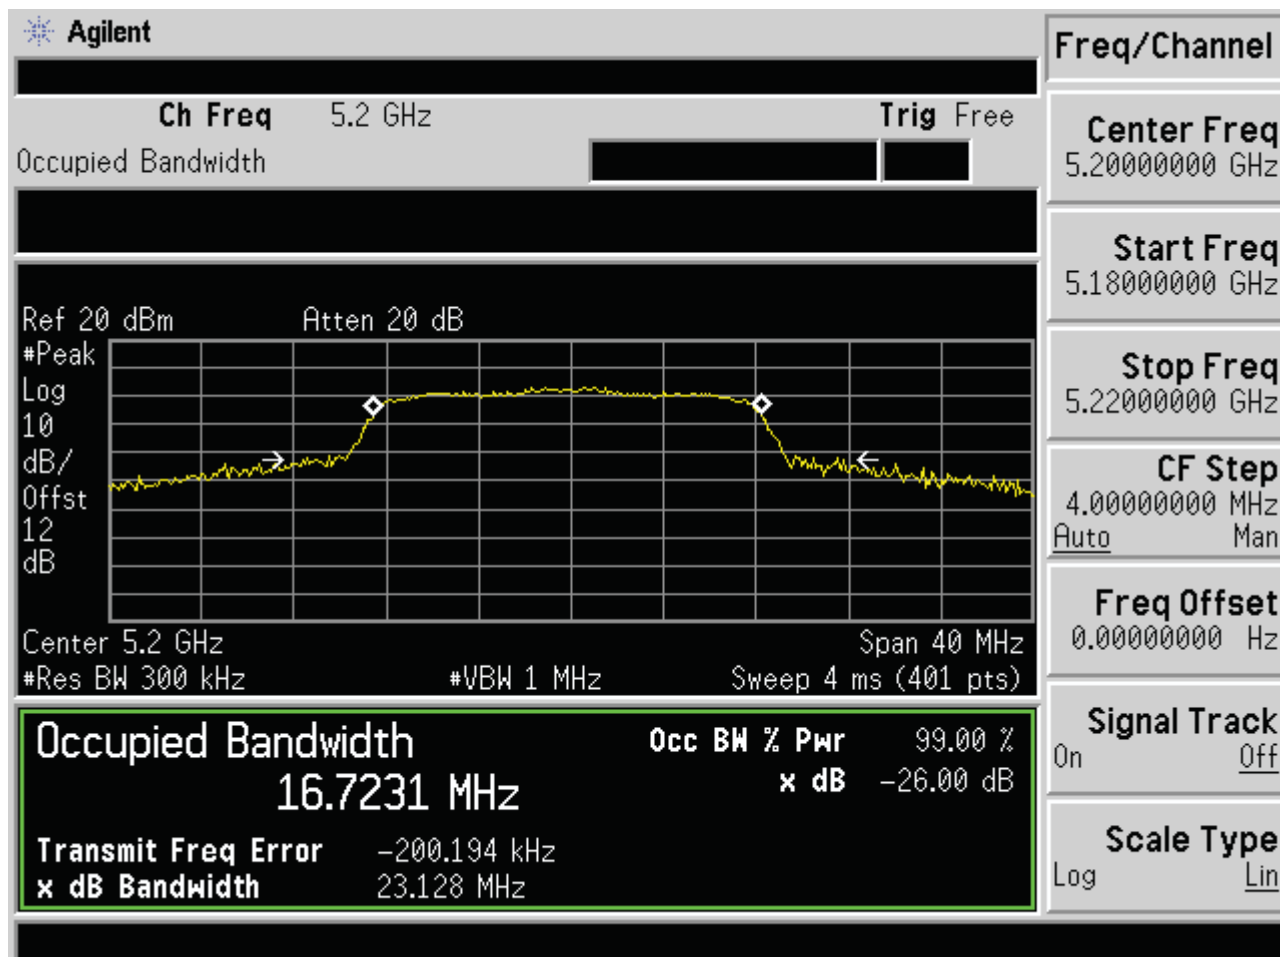 Agilent
Freq/Channel
Ch Freq 5.2 GHz Trig Free
Occupied Bandwidth
Center Freq
5.20000000 GHz
Start Freq
5.18000000 GHz
Stop Freq
5.22000000 GHz
CF Step
4.00000000 MHz
Auto Man
Freq Offset
0.00000000 Hz
Signal Track
On Off
Scale Type
Log Lin
Ref 20 dBm Atten 20 dB
#Peak
Log
10
dB/
Offst
12
dB
Center 5.2 GHz Span 40 MHz
#Res BW 300 kHz #VBW 1 MHz Sweep 4 ms (401 pts)
Occupied Bandwidth
16.7231 MHz
Occ BW % Pwr 99.00 %
x dB -26.00 dB
Transmit Freq Error -200.194 kHz
x dB Bandwidth 23.128 MHz